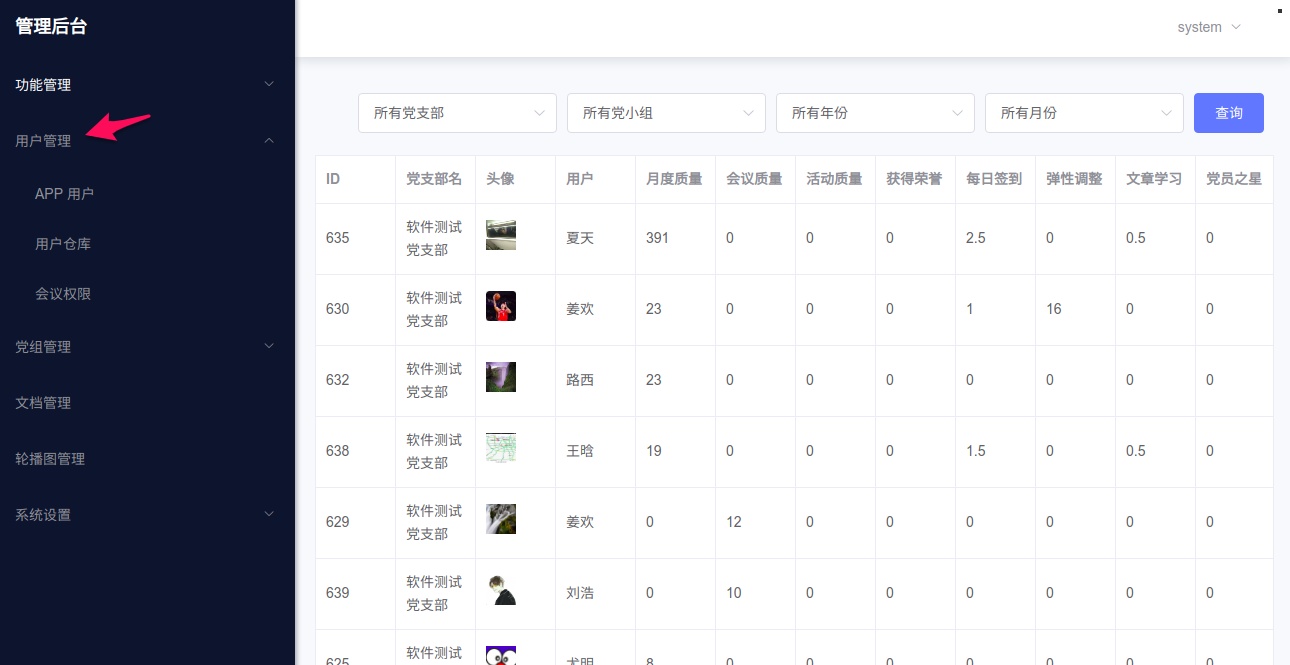 管理后台
system
功能管理
用户管理
APP 用户
用户仓库
会议权限
党组管理
文档管理
轮播图管理
系统设置
所有党支部 所有党小组 所有年份 所有月份 查询
ID 党支部名 头像 用户 月度质量 会议质量 活动质量 获得荣誉 每日签到 弹性调整 文章学习 党员之星
635 软件测试党支部 夏天 391 0 0 0 2.5 0 0.5 0
630 软件测试党支部 姜欢 23 0 0 0 1 16 0 0
632 软件测试党支部 路西 23 0 0 0 0 0 0 0
638 软件测试党支部 王晗 19 0 0 0 1.5 0 0.5 0
629 软件测试党支部 姜欢 0 12 0 0 0 0 0 0
639 软件测试党支部 刘浩 0 10 0 0 0 0 0 0
625 软件测试 8 0 0 0 0 0 0 0